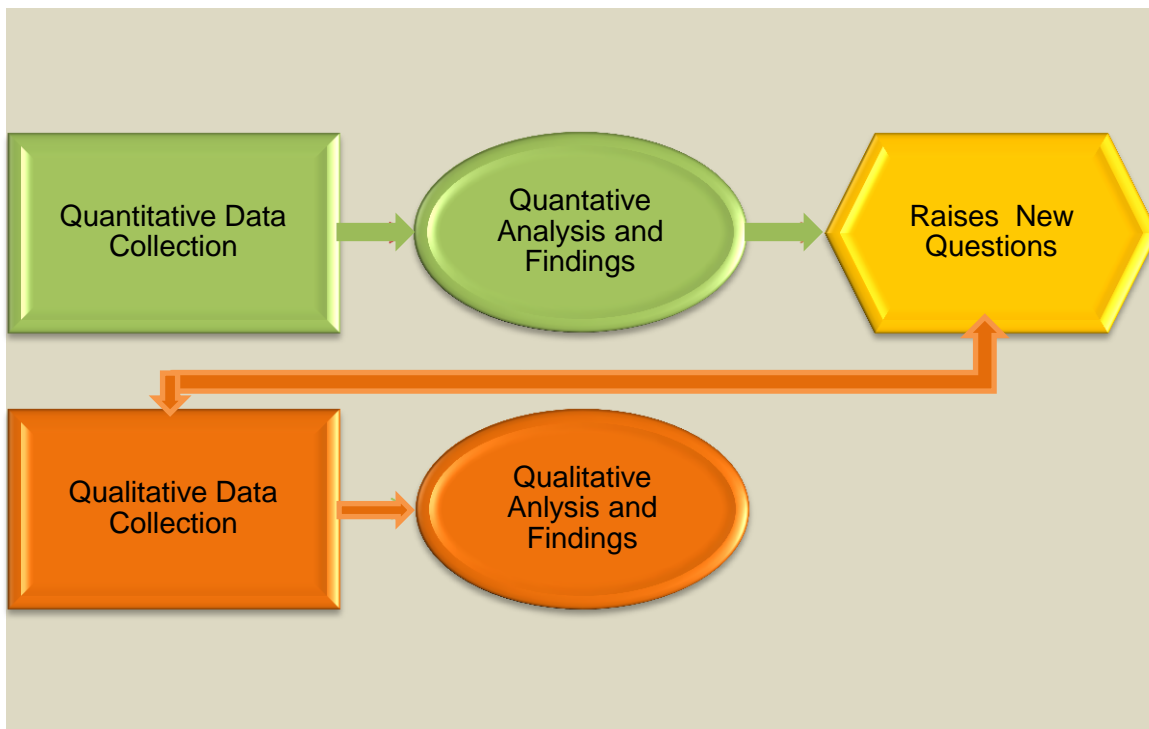 Quantitative Data
Collection
Quantative
Analysis and
Findings
Raises  New
Questions
Qualitative Data
Collection
Qualitative
Anlysis and
Findings